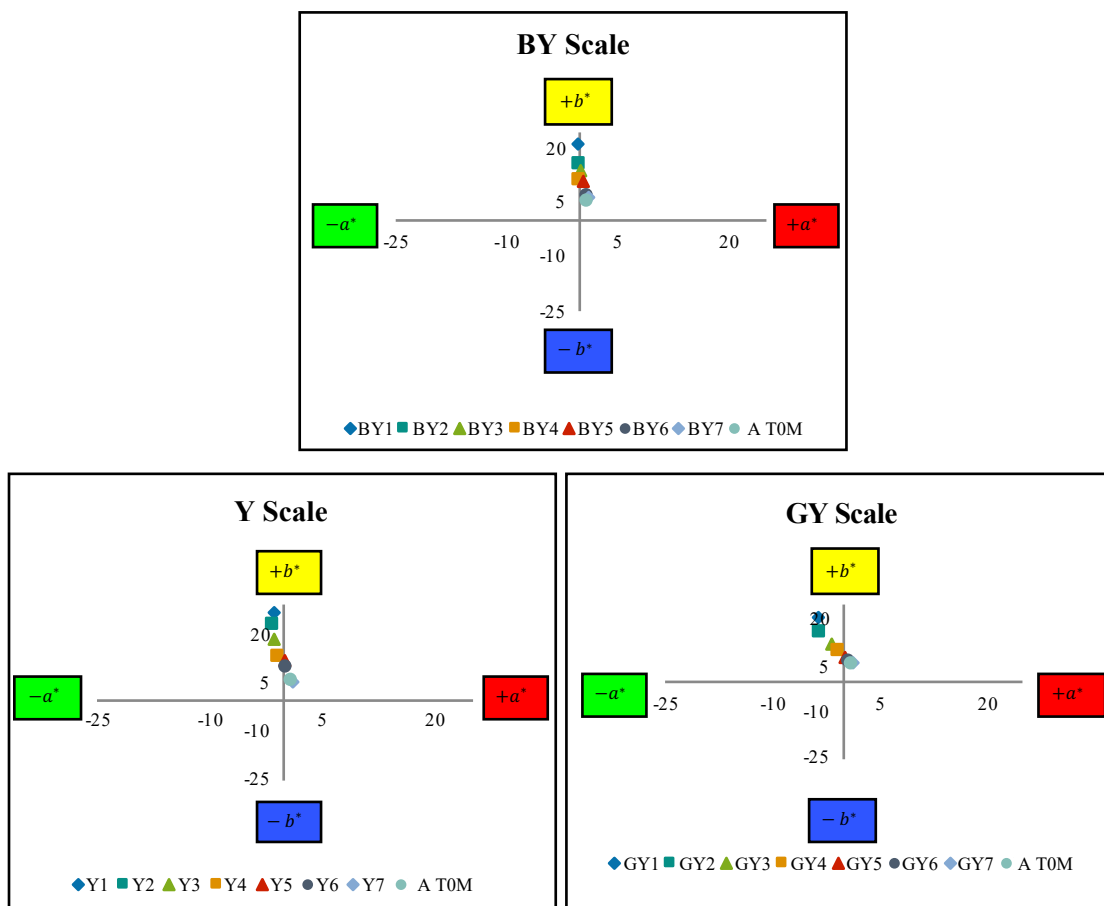 BY Scale
+b*
20
5
−a*
-25
-10
5
20
+a*
-10
-25
− b*
BY1 BY2 BY3 BY4 BY5 BY6 BY7 A T0M
Y Scale
+b*
20
5
−a*
-25
-10
5
20
+a*
-10
-25
− b*
Y1 Y2 Y3 Y4 Y5 Y6 Y7 A T0M
GY Scale
+b*
20
5
−a*
-25
-10
5
20
+a*
-10
-25
− b*
GY1 GY2 GY3 GY4 GY5 GY6 GY7 A T0M